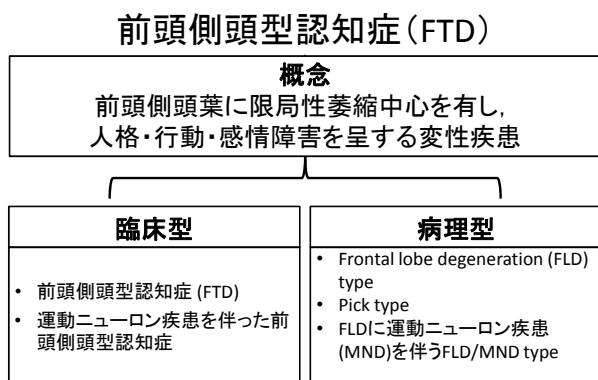 前頭側頭型認知症(FTD)
概念
前頭側頭葉に限局性萎縮中心を有し,
人格・行動・感情障害を呈する変性疾患
臨床型
• 前頭側頭型認知症 (FTD)
• 運動ニューロン疾患を伴った前
頭側頭型認知症
病理型
• Frontal lobe degeneration (FLD)
type
• Pick type
• FLDに運動ニューロン疾患
(MND)を伴うFLD/MND type